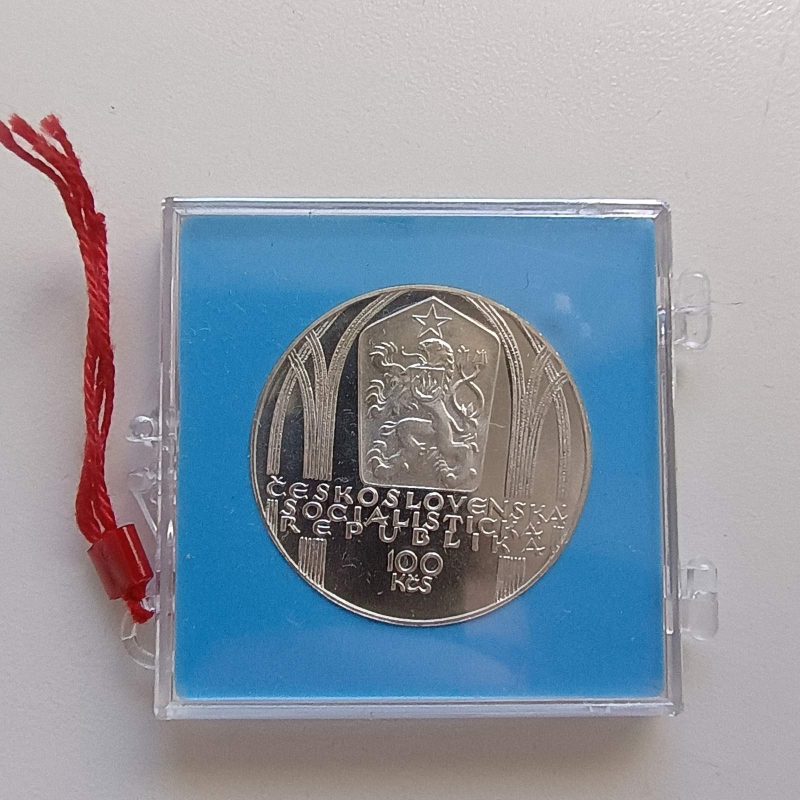 ČESKOSLOVENSKÁ
SOCIALISTICKÁ
REPUBLIKA
100
KčS